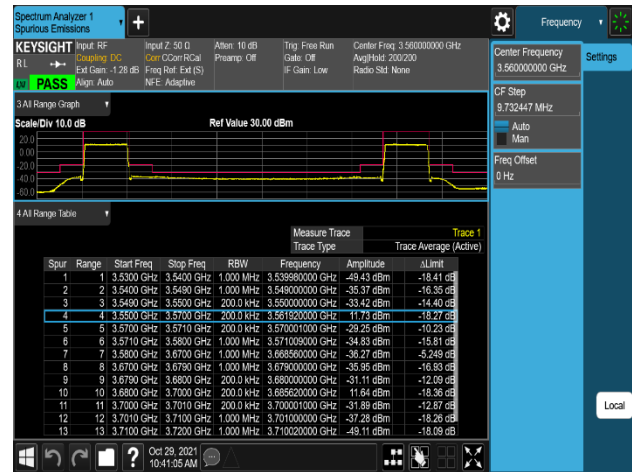 Spectrum Analyzer 1
Spurious Emissions
+
Frequency
KEYSIGHT
RL
LXI
PASS
Input: RF
Coupling: DC
Ext Gain: -1.28 dB
Align: Auto
Input Z: 50 Ω
Corr CCorr RCal
Freq Ref: Ext (S)
NFE: Adaptive
Atten: 10 dB
Preamp: Off
Trig: Free Run
Gate: Off
IF Gain: Low
Center Freq: 3.560000000 GHz
Avg|Hold: 200/200
Radio Std: None
Center Frequency
3.560000000 GHz
Settings
CF Step
9.732447 MHz
Auto
Man
Freq Offset
0 Hz
Local
3 All Range Graph
Scale/Div 10.0 dB
Ref Value 30.00 dBm
20.0
0.00
-20.0
-40.0
-60.0
4 All Range Table
Measure Trace Trace 1
Trace Type Trace Average (Active)
Spur Range Start Freq Stop Freq RBW Frequency Amplitude ΔLimit
1 1 3.5300 GHz 3.5400 GHz 1.000 MHz 3.539980000 GHz -49.43 dBm -18.41 dB
2 2 3.5400 GHz 3.5490 GHz 1.000 MHz 3.549000000 GHz -35.37 dBm -16.35 dB
3 3 3.5490 GHz 3.5500 GHz 200.0 kHz 3.550000000 GHz -33.42 dBm -14.40 dB
4 4 3.5500 GHz 3.5700 GHz 200.0 kHz 3.561920000 GHz 11.73 dBm -18.27 dB
5 5 3.5700 GHz 3.5710 GHz 200.0 kHz 3.570001000 GHz -29.25 dBm -10.23 dB
6 6 3.5710 GHz 3.5800 GHz 1.000 MHz 3.571009000 GHz -34.83 dBm -15.81 dB
7 7 3.5800 GHz 3.6700 GHz 1.000 MHz 3.668560000 GHz -36.27 dBm -5.249 dB
8 8 3.6700 GHz 3.6790 GHz 1.000 MHz 3.679000000 GHz -35.95 dBm -16.93 dB
9 9 3.6790 GHz 3.6800 GHz 200.0 kHz 3.680000000 GHz -31.11 dBm -12.09 dB
10 10 3.6800 GHz 3.7000 GHz 200.0 kHz 3.685620000 GHz 11.64 dBm -18.36 dB
11 11 3.7000 GHz 3.7010 GHz 200.0 kHz 3.700001000 GHz -31.89 dBm -12.87 dB
12 12 3.7010 GHz 3.7100 GHz 1.000 MHz 3.701000000 GHz -37.28 dBm -18.26 dB
13 13 3.7100 GHz 3.7200 GHz 1.000 MHz 3.710020000 GHz -49.11 dBm -18.09 dB
?
Oct 29, 2021
10:41:05 AM